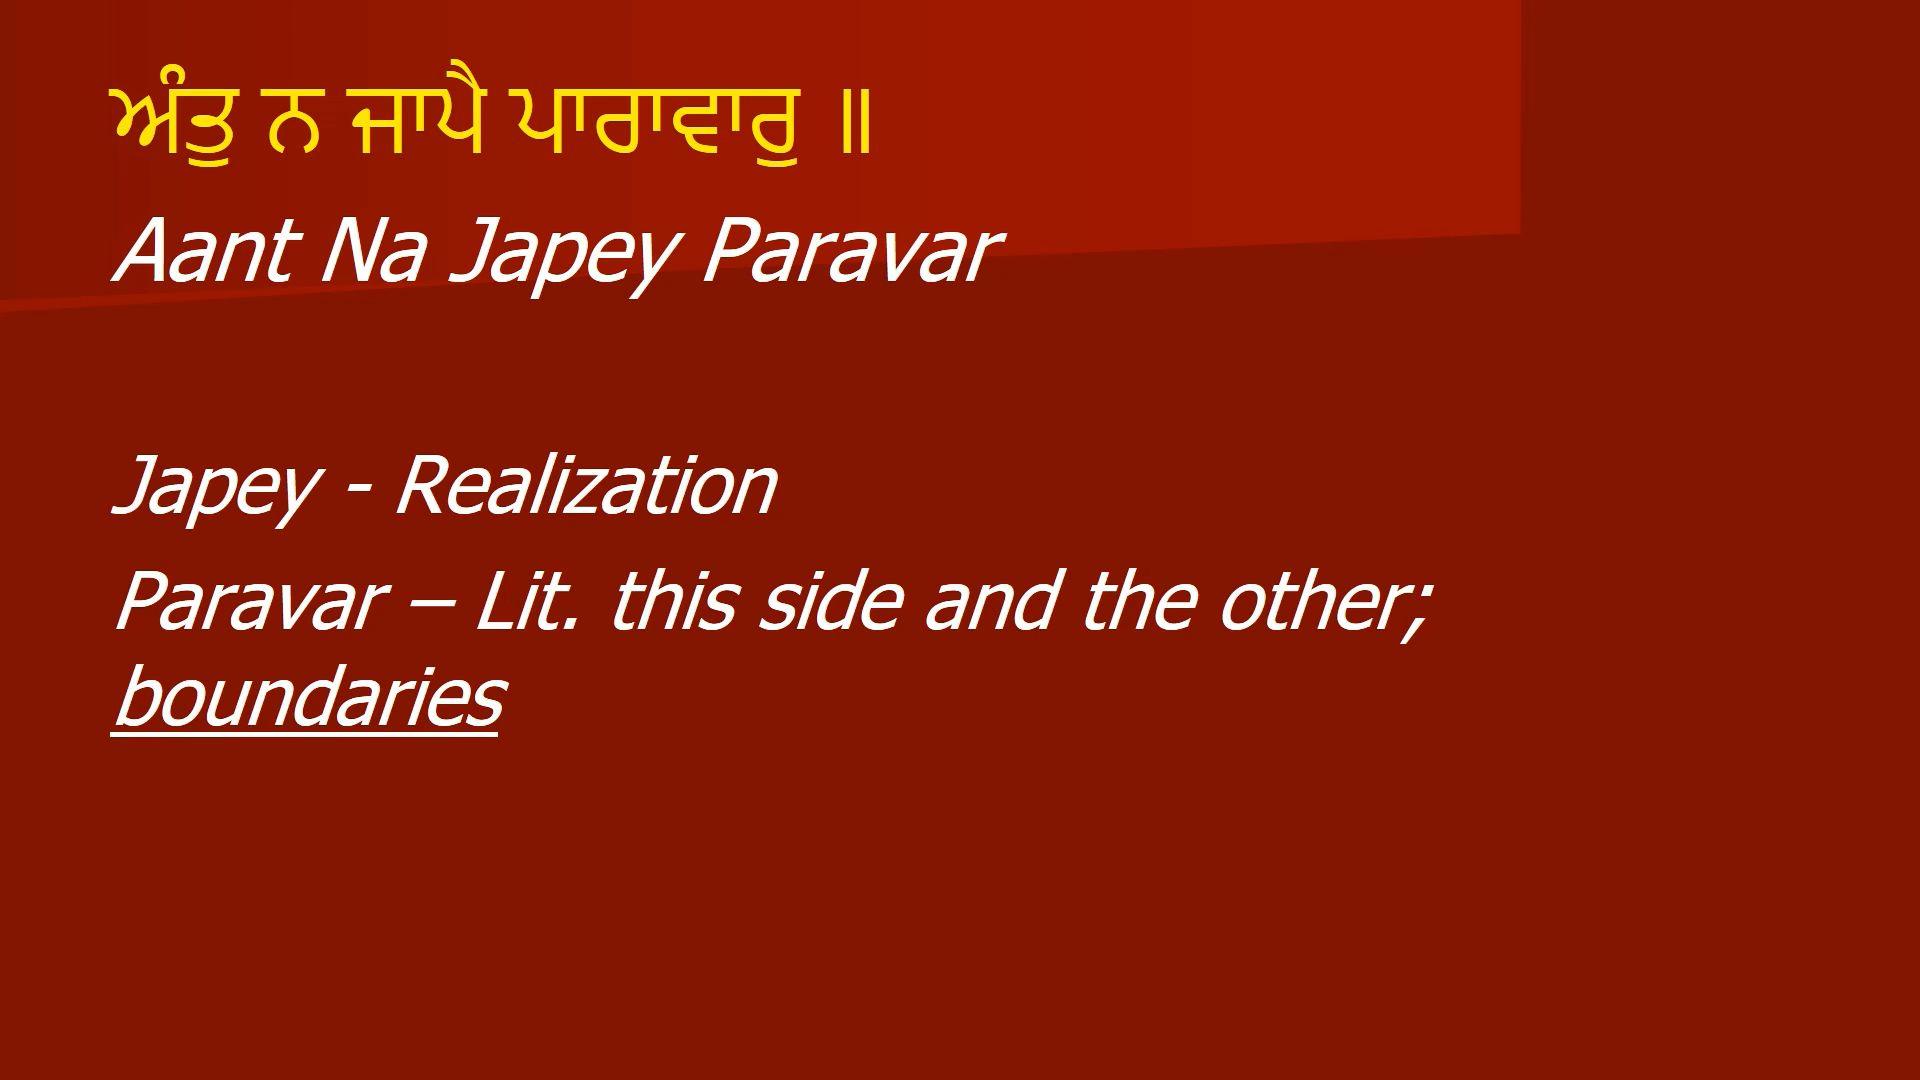 ਅੰਤੁ ਨ ਜਾਪੈ ਪਾਰਾਵਾਰੁ ॥
Aant Na Japey Paravar
Japey - Realization
Paravar – Lit. this side and the other;
boundaries